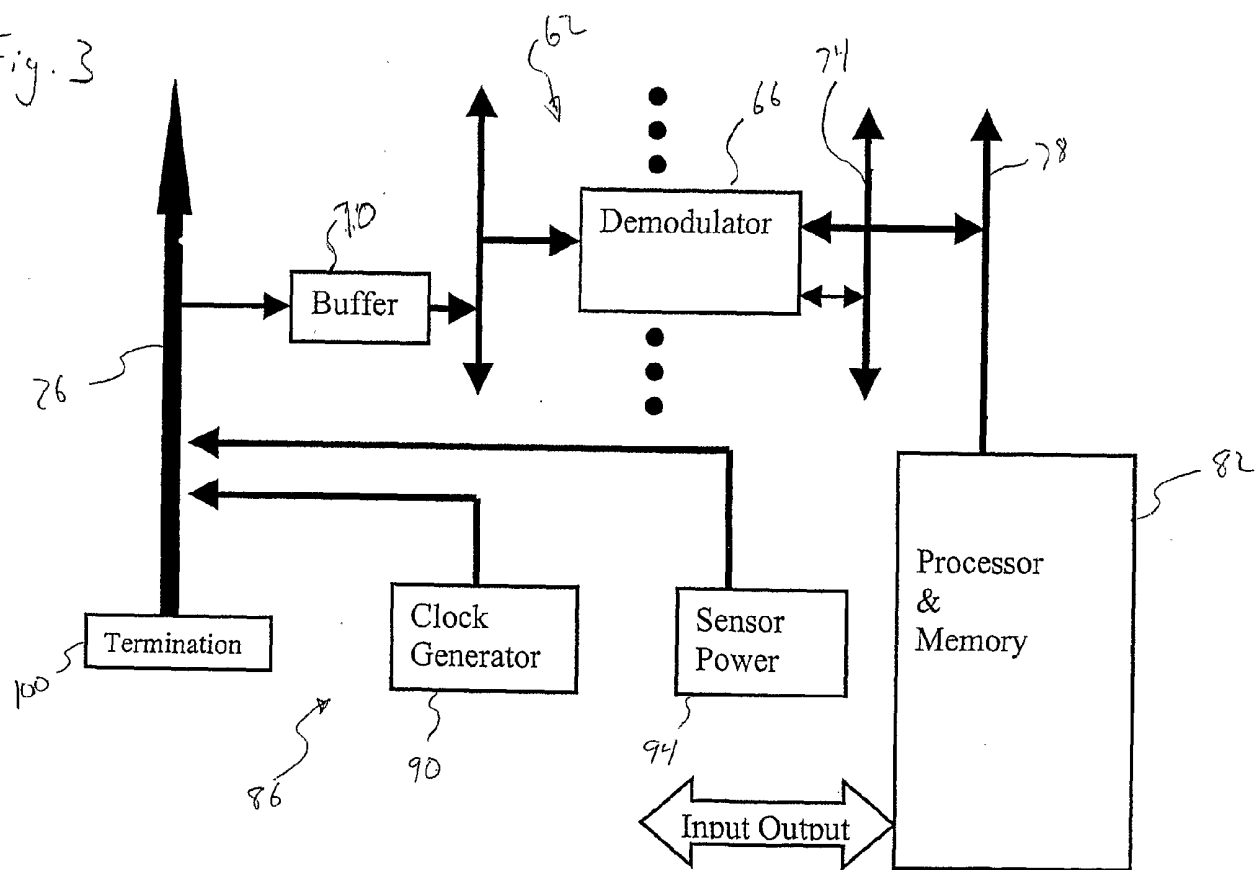 Fig. 3
62
74
66
78
70
Demodulator
Buffer
76
82
Processor
&
Memory
Clock
Generator
Sensor
Power
Termination
100
90
94
86
Input Output